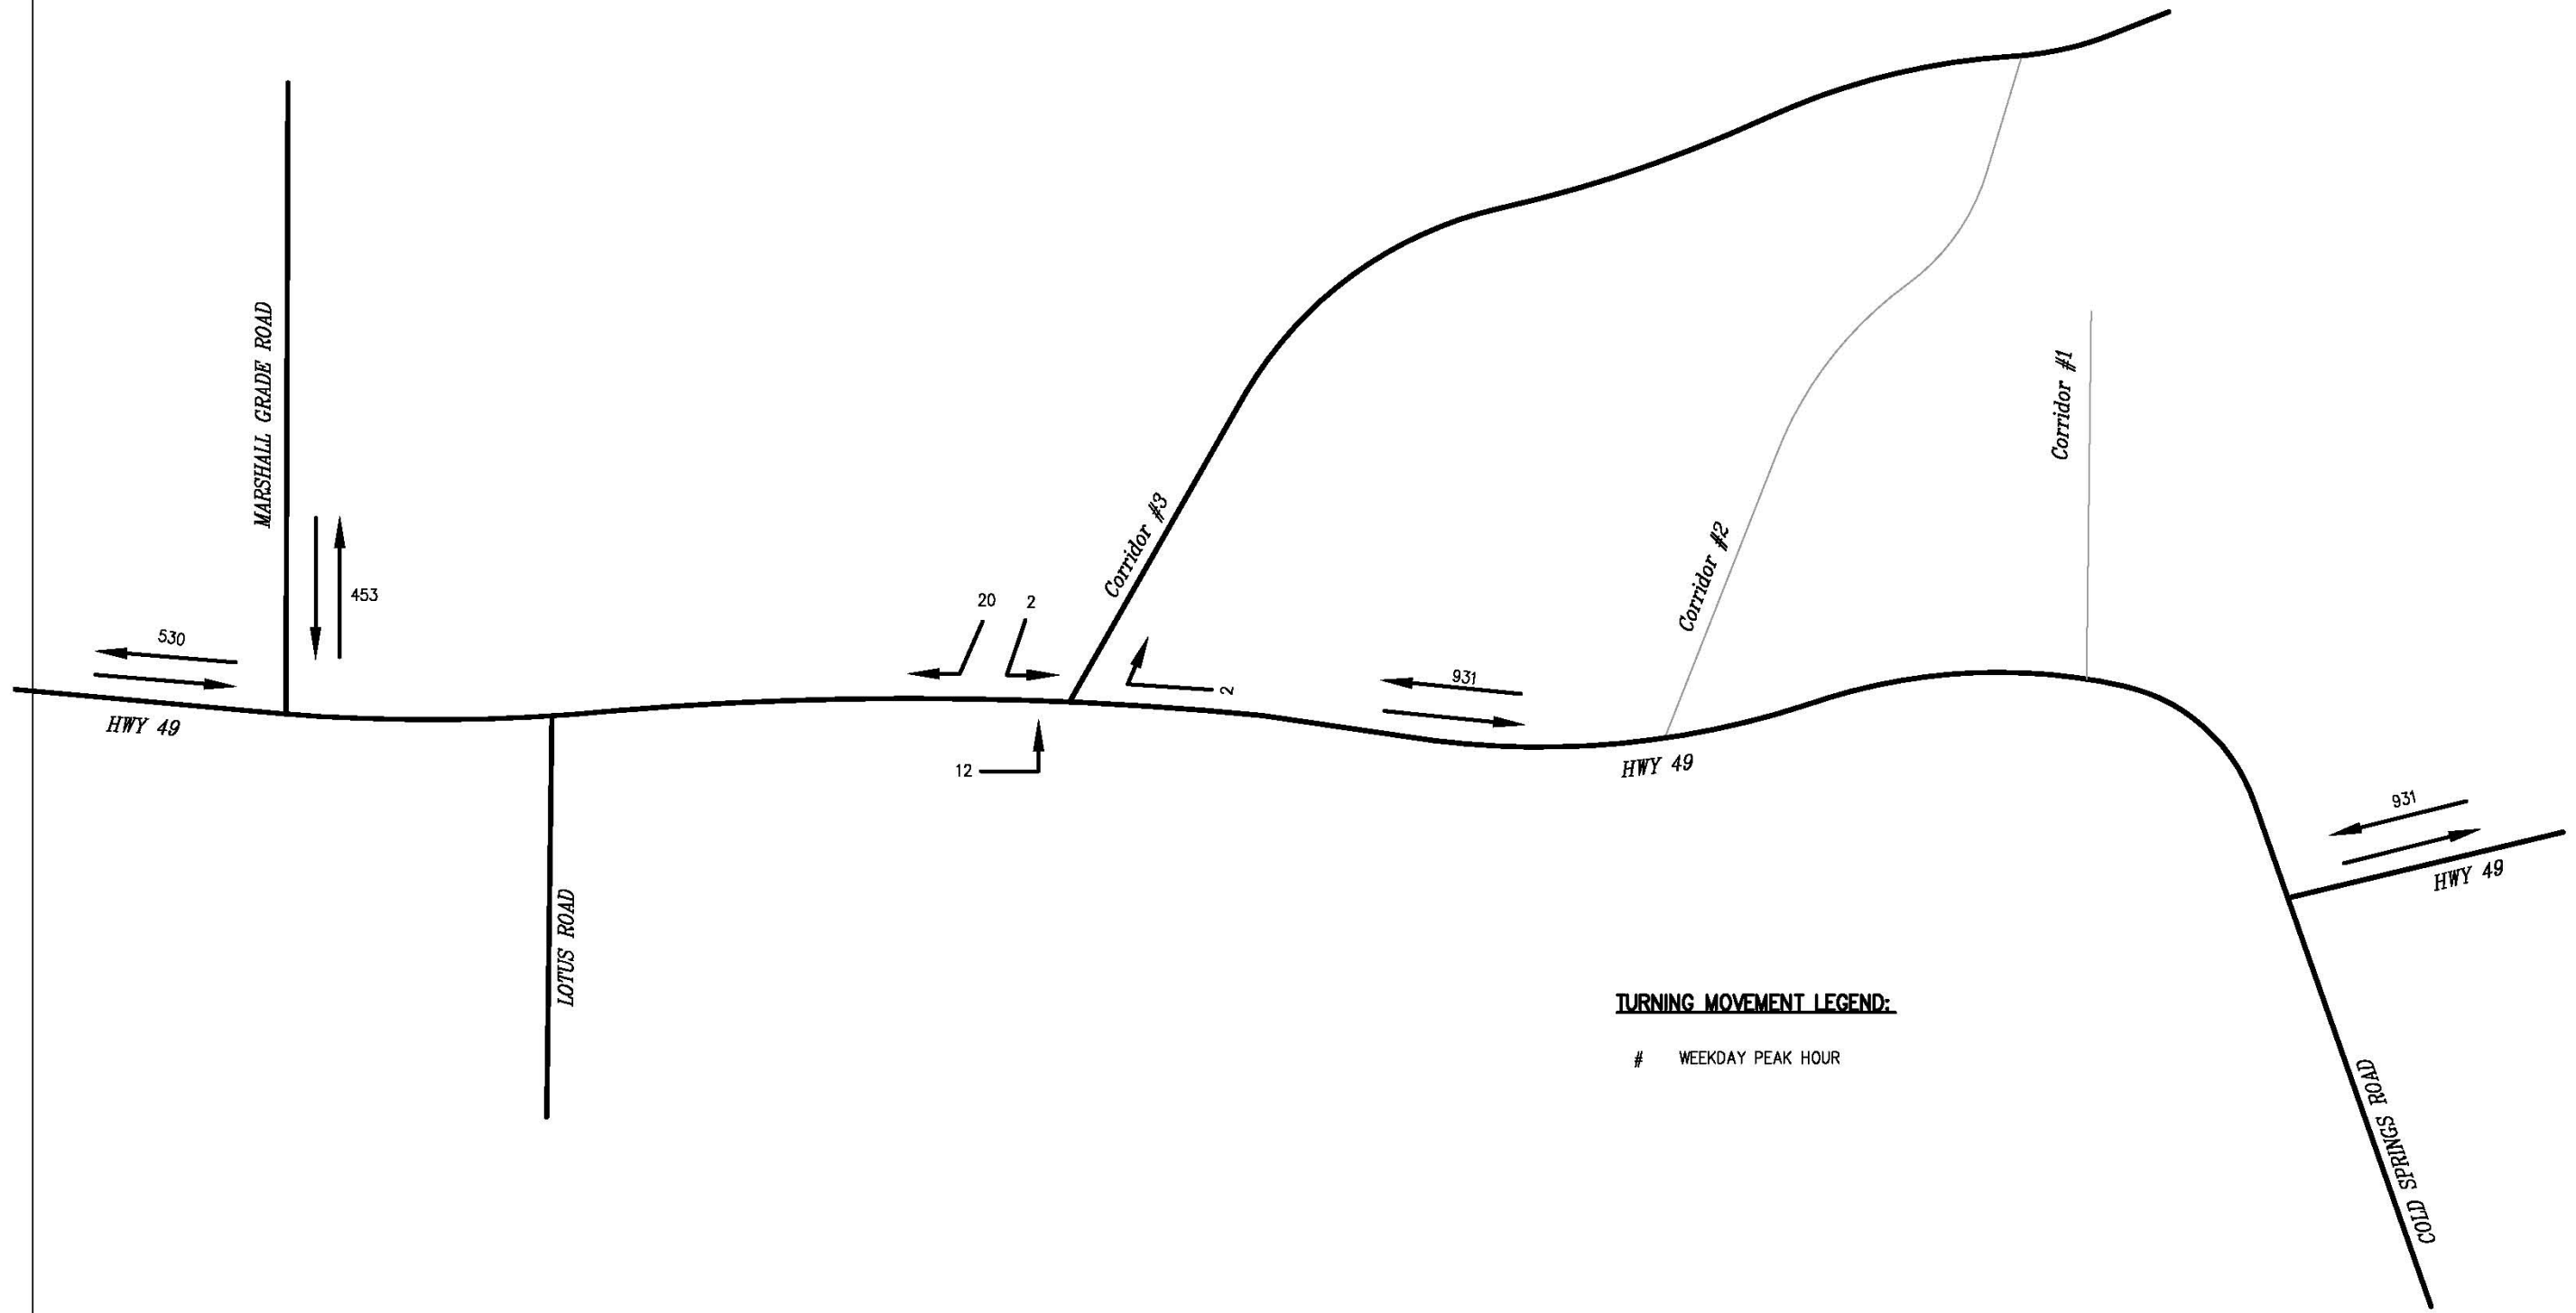 MARSHALL GRADE ROAD
453
530
HWY 49
LOTUS ROAD
20
2
Corridor #3
2
12
931
Corridor #2
HWY 49
Corridor #1
931
HWY 49
COLD SPRINGS ROAD
TURNING MOVEMENT LEGEND:
# WEEKDAY PEAK HOUR